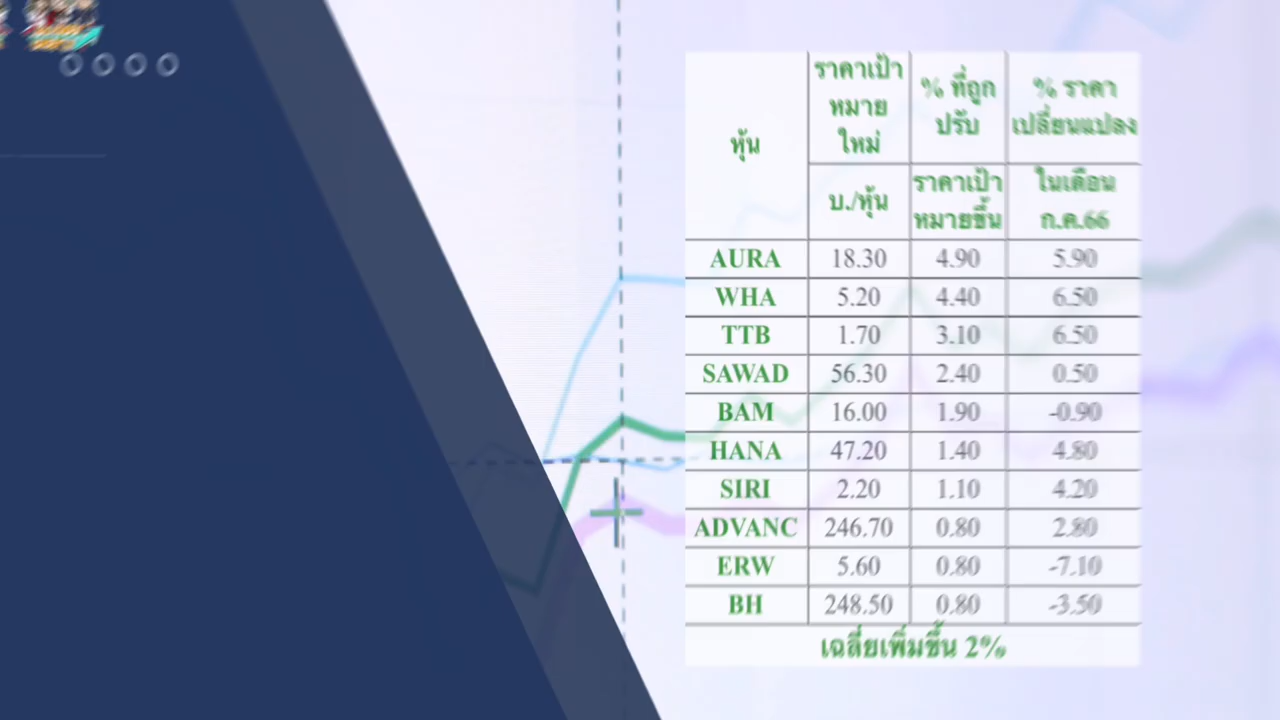 หุ้น
ราคาเป้า
หมาย
ใหม่
% ที่ถูก
ปรับ
% ราคา
เปลี่ยนแปลง
บ./หุ้น
ราคาเป้า
หมายขึ้น
ในเดือน
ก.ค.66
AURA 18.30 4.90 5.90
WHA 5.20 4.40 6.50
TTB 1.70 3.10 6.50
SAWAD 56.30 2.40 0.50
BAM 16.00 1.90 -0.90
HANA 47.20 1.40 4.80
SIRI 2.20 1.10 4.20
ADVANC 246.70 0.80 2.80
ERW 5.60 0.80 -7.10
BH 248.50 0.80 -3.50
เฉลี่ยเพิ่มขึ้น 2%